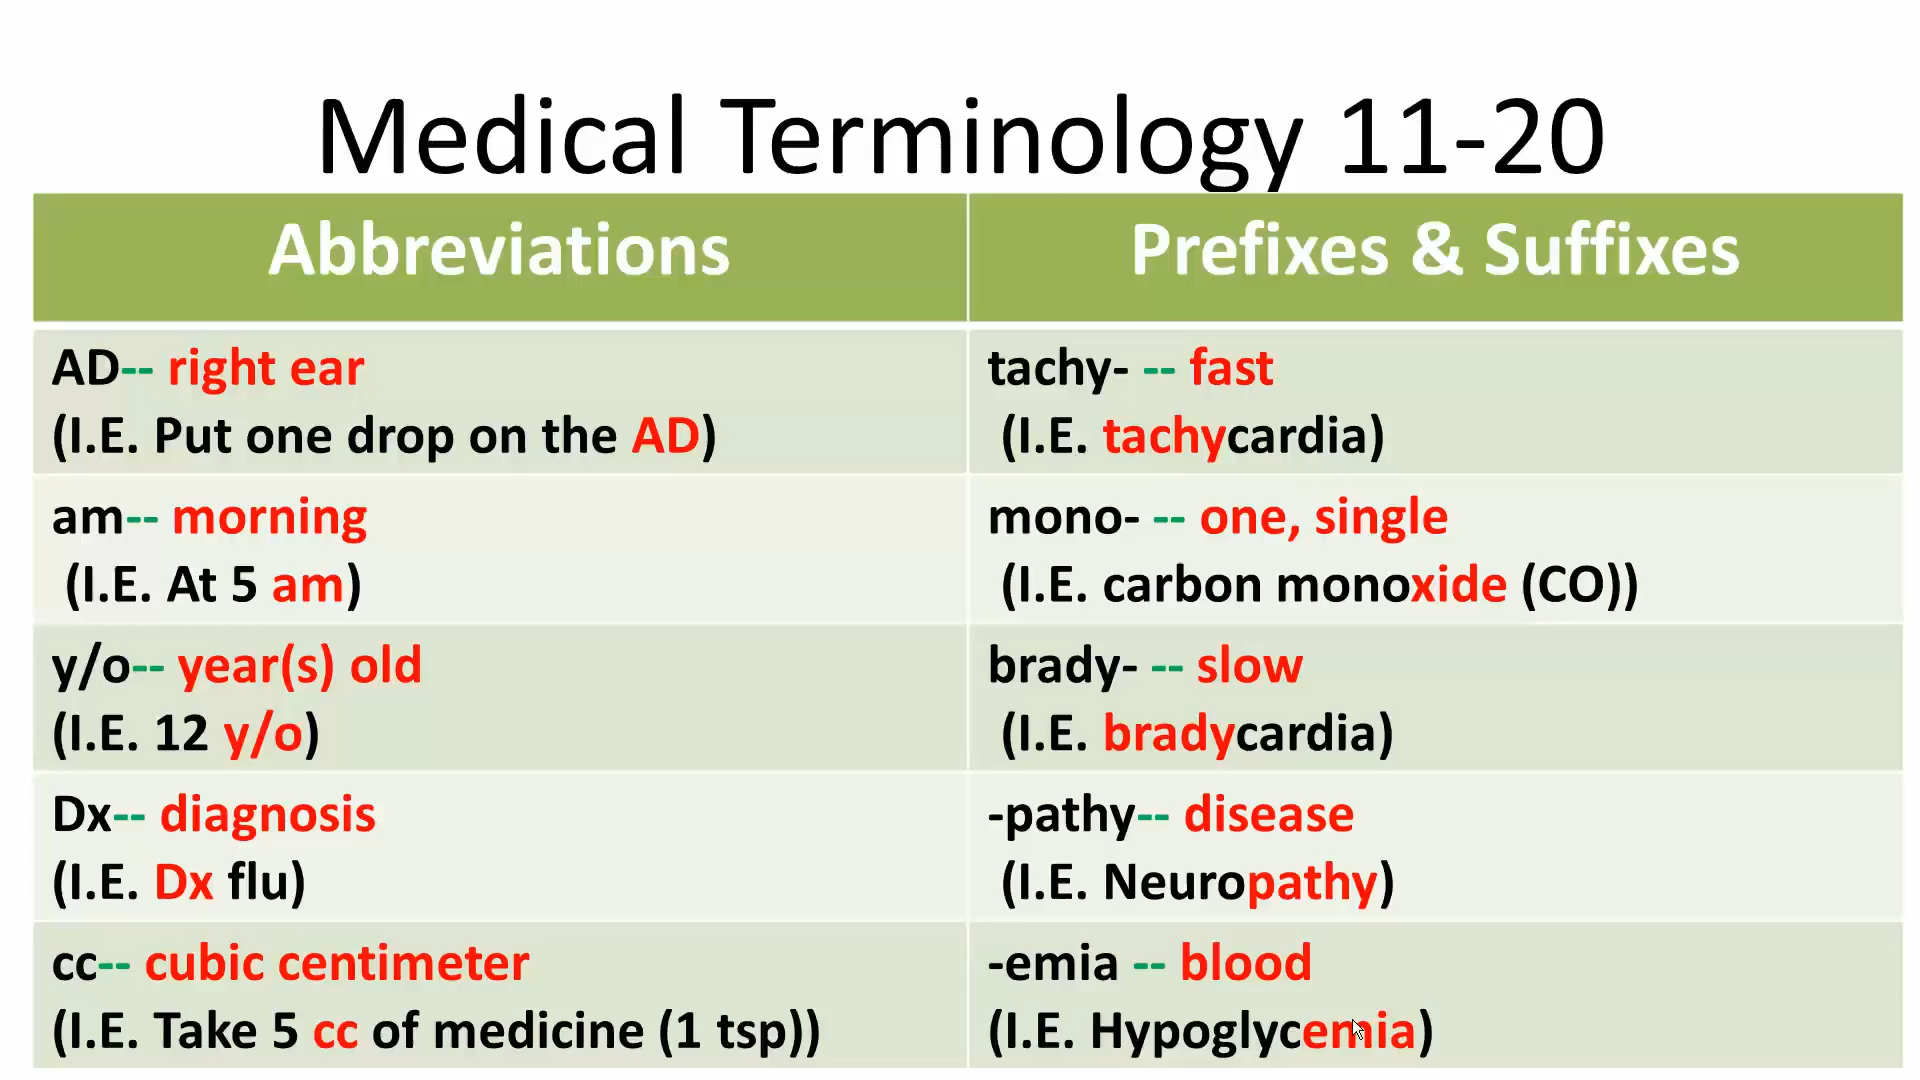 Medical Terminology 11-20
Abbreviations
Prefixes & Suffixes
AD-- right ear
(I.E. Put one drop on the AD)
tachy- -- fast
(I.E. tachycardia)
am-- morning
(I.E. At 5 am)
mono- -- one, single
(I.E. carbon monoxide (CO))
y/o-- year(s) old
(I.E. 12 y/o)
brady- -- slow
(I.E. bradycardia)
Dx-- diagnosis
(I.E. Dx flu)
-pathy-- disease
(I.E. Neuropathy)
cc-- cubic centimeter
(I.E. Take 5 cc of medicine (1 tsp))
-emia -- blood
(I.E. Hypoglycemia)